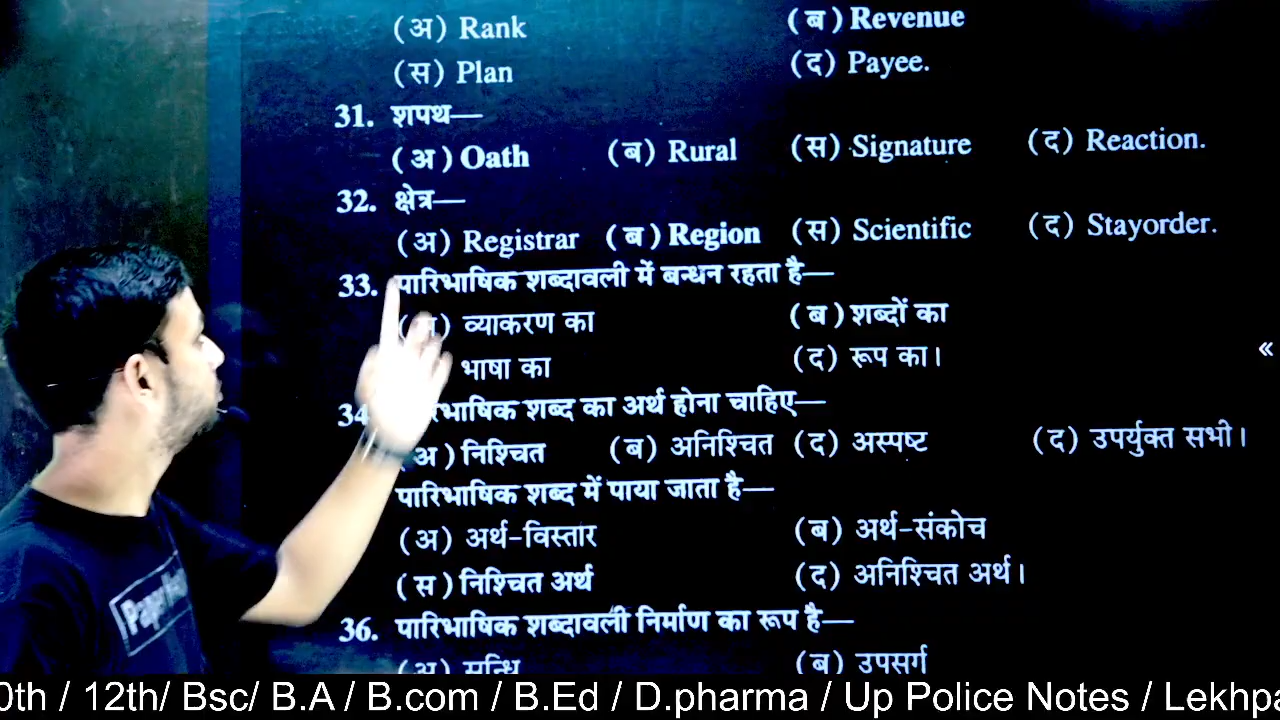 (अ) Rank (ब) Revenue
(स) Plan (द) Payee.
31. शपथ—
(अ) Oath (ब) Rural (स) Signature (द) Reaction.
32. क्षेत्र—
(अ) Registrar (ब) Region (स) Scientific (द) Stayorder.
33. पारिभाषिक शब्दावली में बन्धन रहता है—
व्याकरण का (ब) शब्दों का
भाषा का (द) रूप का।
34 शब्द का अर्थ होना चाहिए—
(अ) निश्चित (ब) अनिश्चित (द) अस्पष्ट (द) उपर्युक्त सभी।
पारिभाषिक शब्द में पाया जाता है—
(अ) अर्थ-विस्तार (ब) अर्थ-संकोच
(स) निश्चित अर्थ (द) अनिश्चित अर्थ।
36. पारिभाषिक शब्दावली निर्माण का रूप है—
(अ) सन्धि (ब) उपसर्ग
0th / 12th/ Bsc/ B.A / B.com / B.Ed / D.pharma / Up Police Notes / Lekhpa